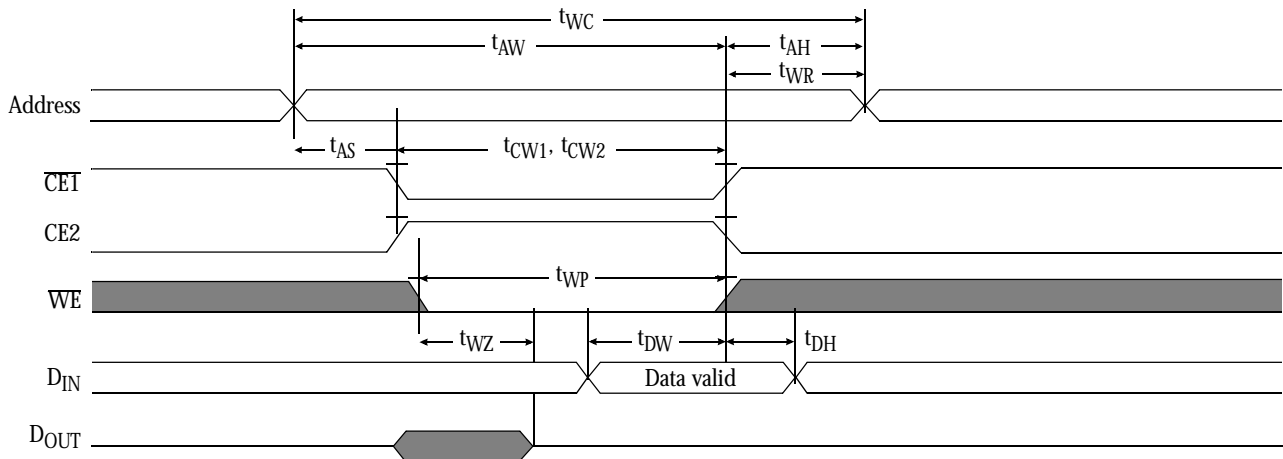 tWC
tAW tAH
tWR
Address
tAS tCW1, tCW2
CE1
CE2
tWP
WE
tWZ tDW tDH
DIN Data valid
DOUT